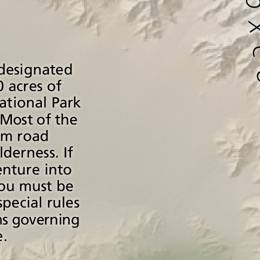 designated
0 acres of
ational Park
Most of the
m road
lderness. If
enture into
ou must be
special rules
ns governing
e.
O X C S